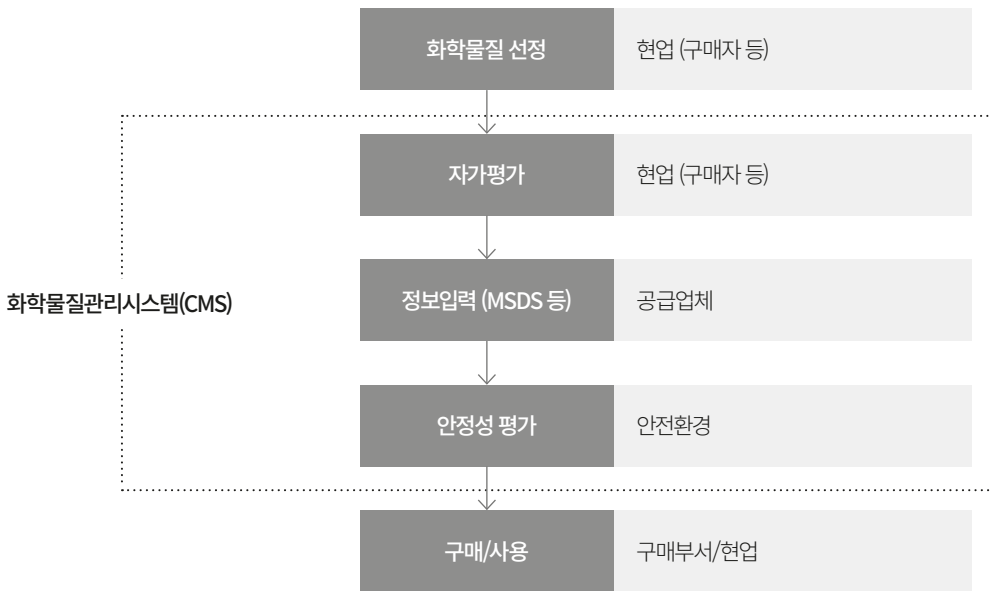 화학물질 선정
현업 (구매자 등)
자가평가
현업 (구매자 등)
화학물질관리시스템(CMS)
정보입력 (MSDS 등)
공급업체
안정성 평가
안전환경
구매/사용
구매부서/현업